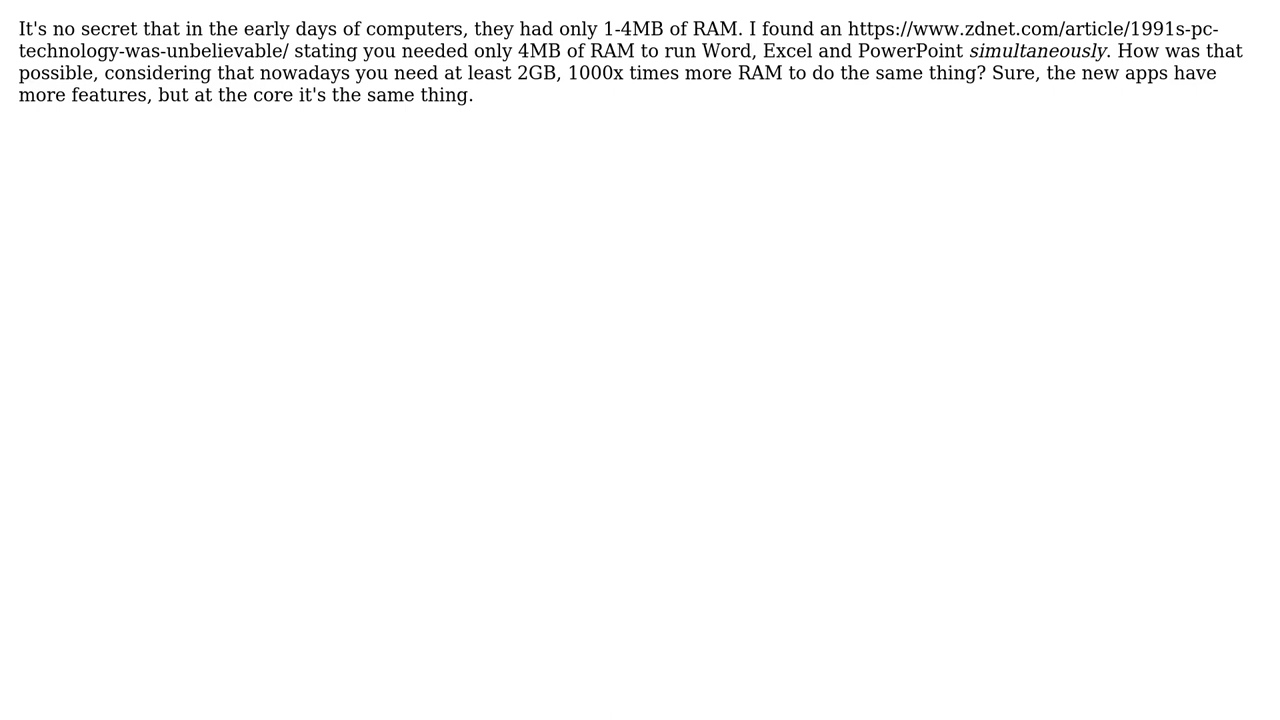 It's no secret that in the early days of computers, they had only 1-4MB of RAM. I found an https://www.zdnet.com/article/1991s-pc-
technology-was-unbelievable/ stating you needed only 4MB of RAM to run Word, Excel and PowerPoint simultaneously. How was that
possible, considering that nowadays you need at least 2GB, 1000x times more RAM to do the same thing? Sure, the new apps have
more features, but at the core it's the same thing.